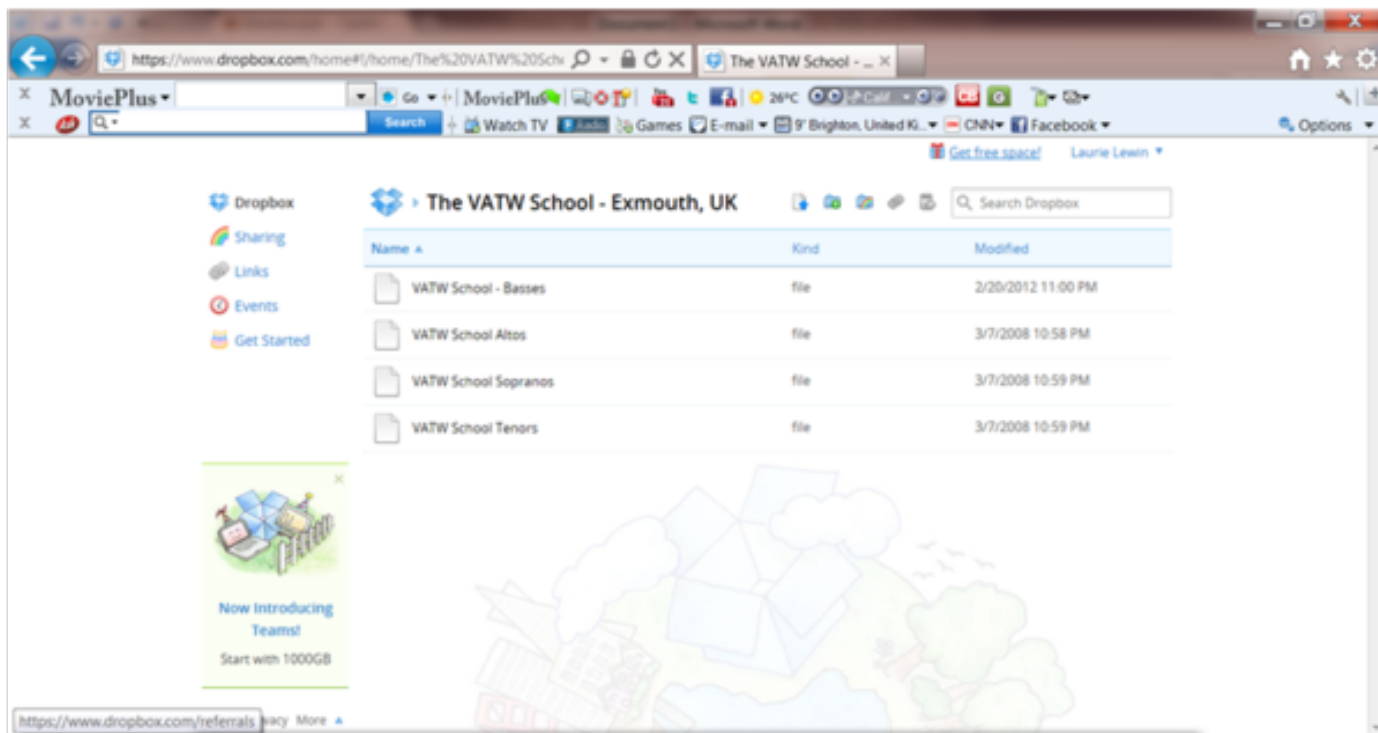 https://www.dropbox.com/home#!/home/The%20VATW%20Sch
The VATW School - ...
MoviePlus
Go MoviePlus 26°C
Search Watch TV Radio Games E-mail 9° Brighton, United Ki... CNN Facebook Options
Get free space! Laurie Lewin
Dropbox
Sharing
Links
Events
Get Started
The VATW School - Exmouth, UK
Search Dropbox
Name Kind Modified
VATW School - Basses file 2/20/2012 11:00 PM
VATW School Altos file 3/7/2008 10:58 PM
VATW School Sopranos file 3/7/2008 10:59 PM
VATW School Tenors file 3/7/2008 10:59 PM
Now Introducing
Teams!
Start with 1000GB
https://www.dropbox.com/referrals More